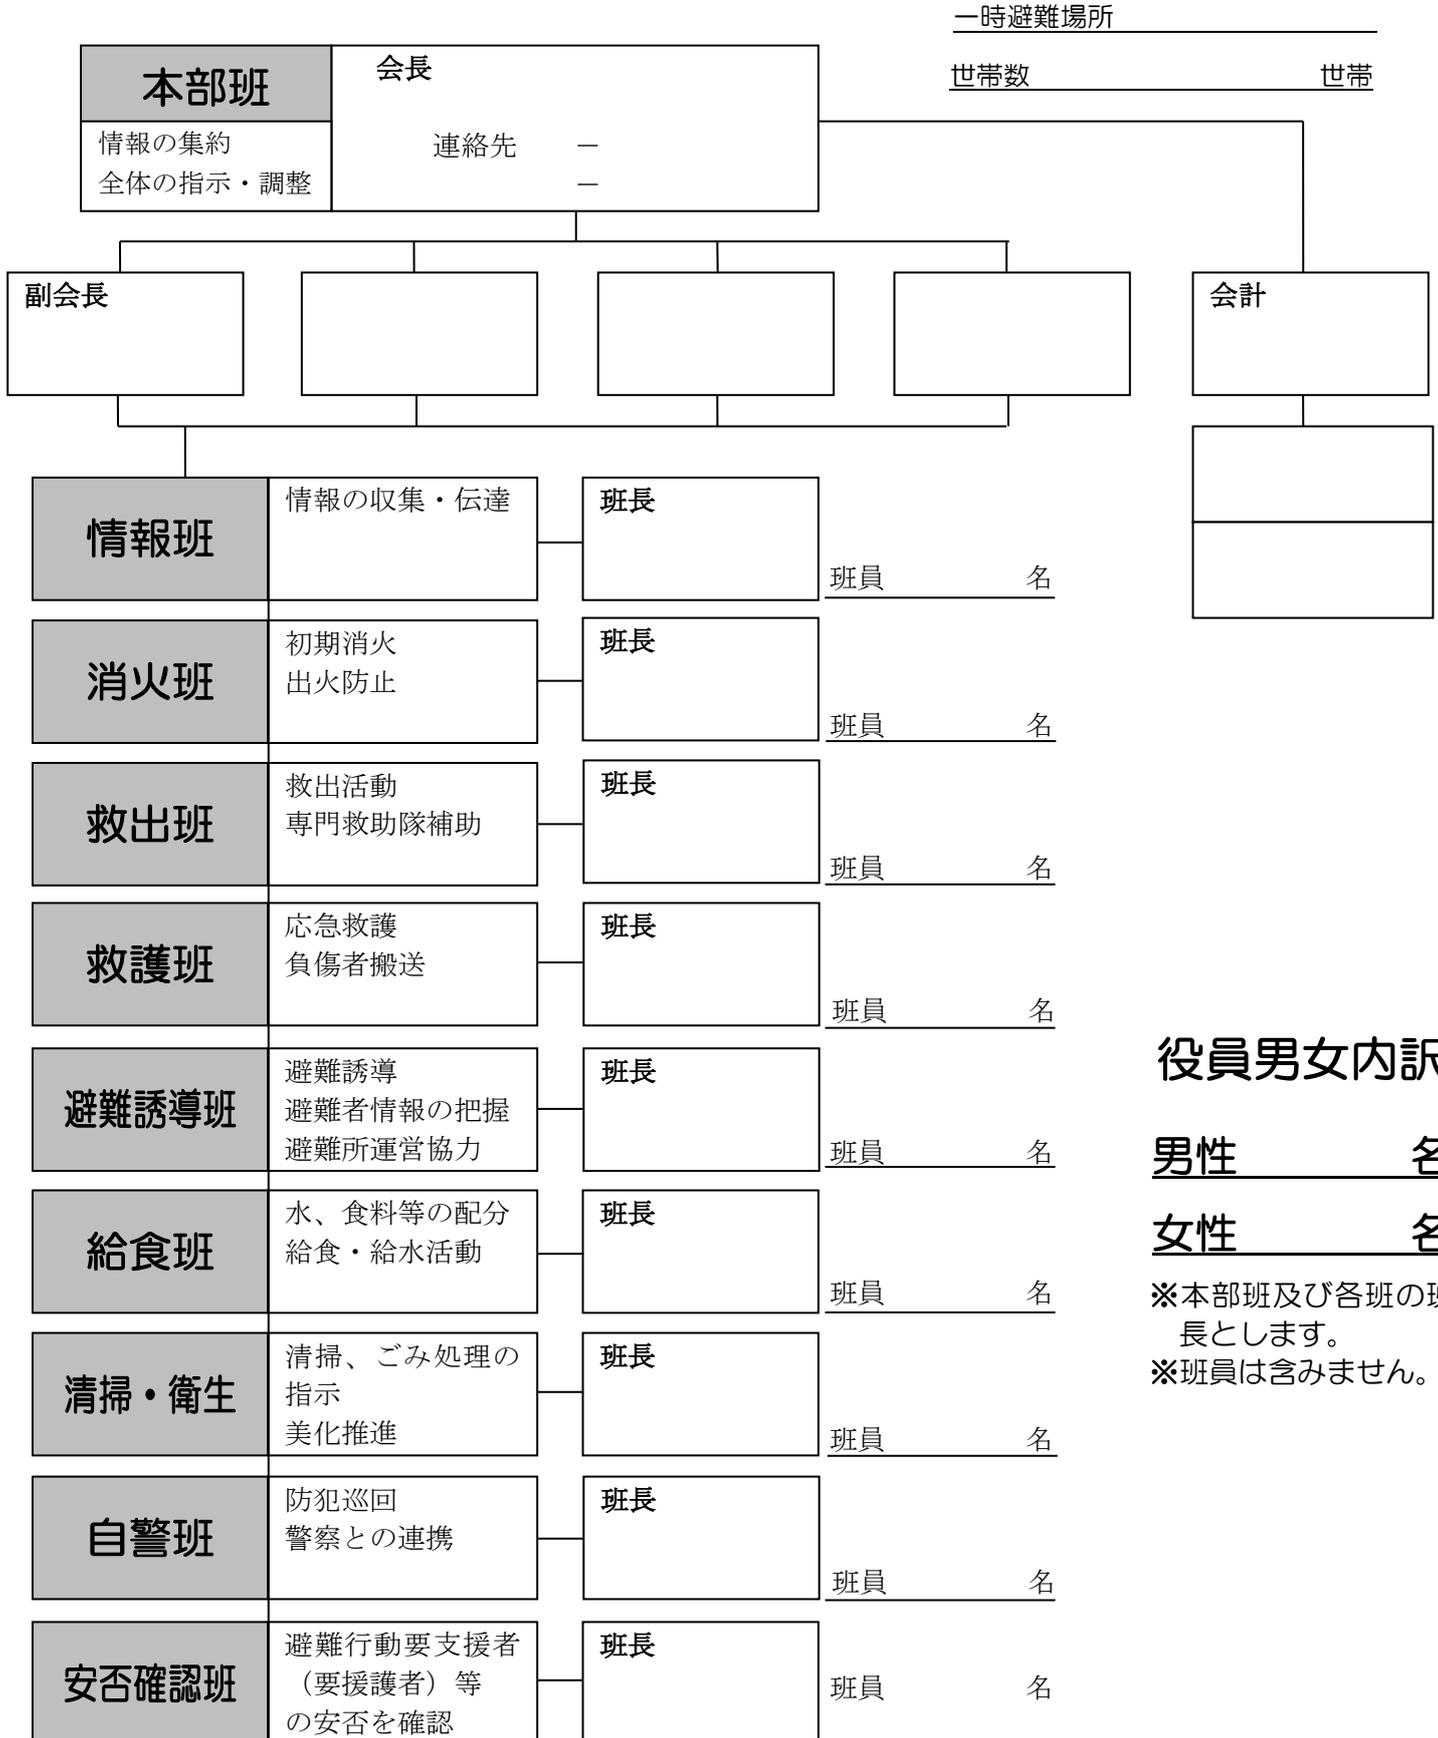 一時避難場所
世帯数 世帯
本部班
情報の集約
全体の指示・調整
会長
連絡先 －
－
副会長
会計
情報班
情報の収集・伝達
班長
班員 名
消火班
初期消火
出火防止
班長
班員 名
救出班
救出活動
専門救助隊補助
班長
班員 名
救護班
応急救護
負傷者搬送
班長
班員 名
避難誘導班
避難誘導
避難者情報の把握
避難所運営協力
班長
班員 名
給食班
水、食料等の配分
給食・給水活動
班長
班員 名
清掃・衛生
清掃、ごみ処理の
指示
美化推進
班長
班員 名
自警班
防犯巡回
警察との連携
班長
班員 名
安否確認班
避難行動要支援者
（要援護者）等
の安否を確認
班長
班員 名
役員男女内訳
男性 名
女性 名
※本部班及び各班の班
長とします。
※班員は含みません。